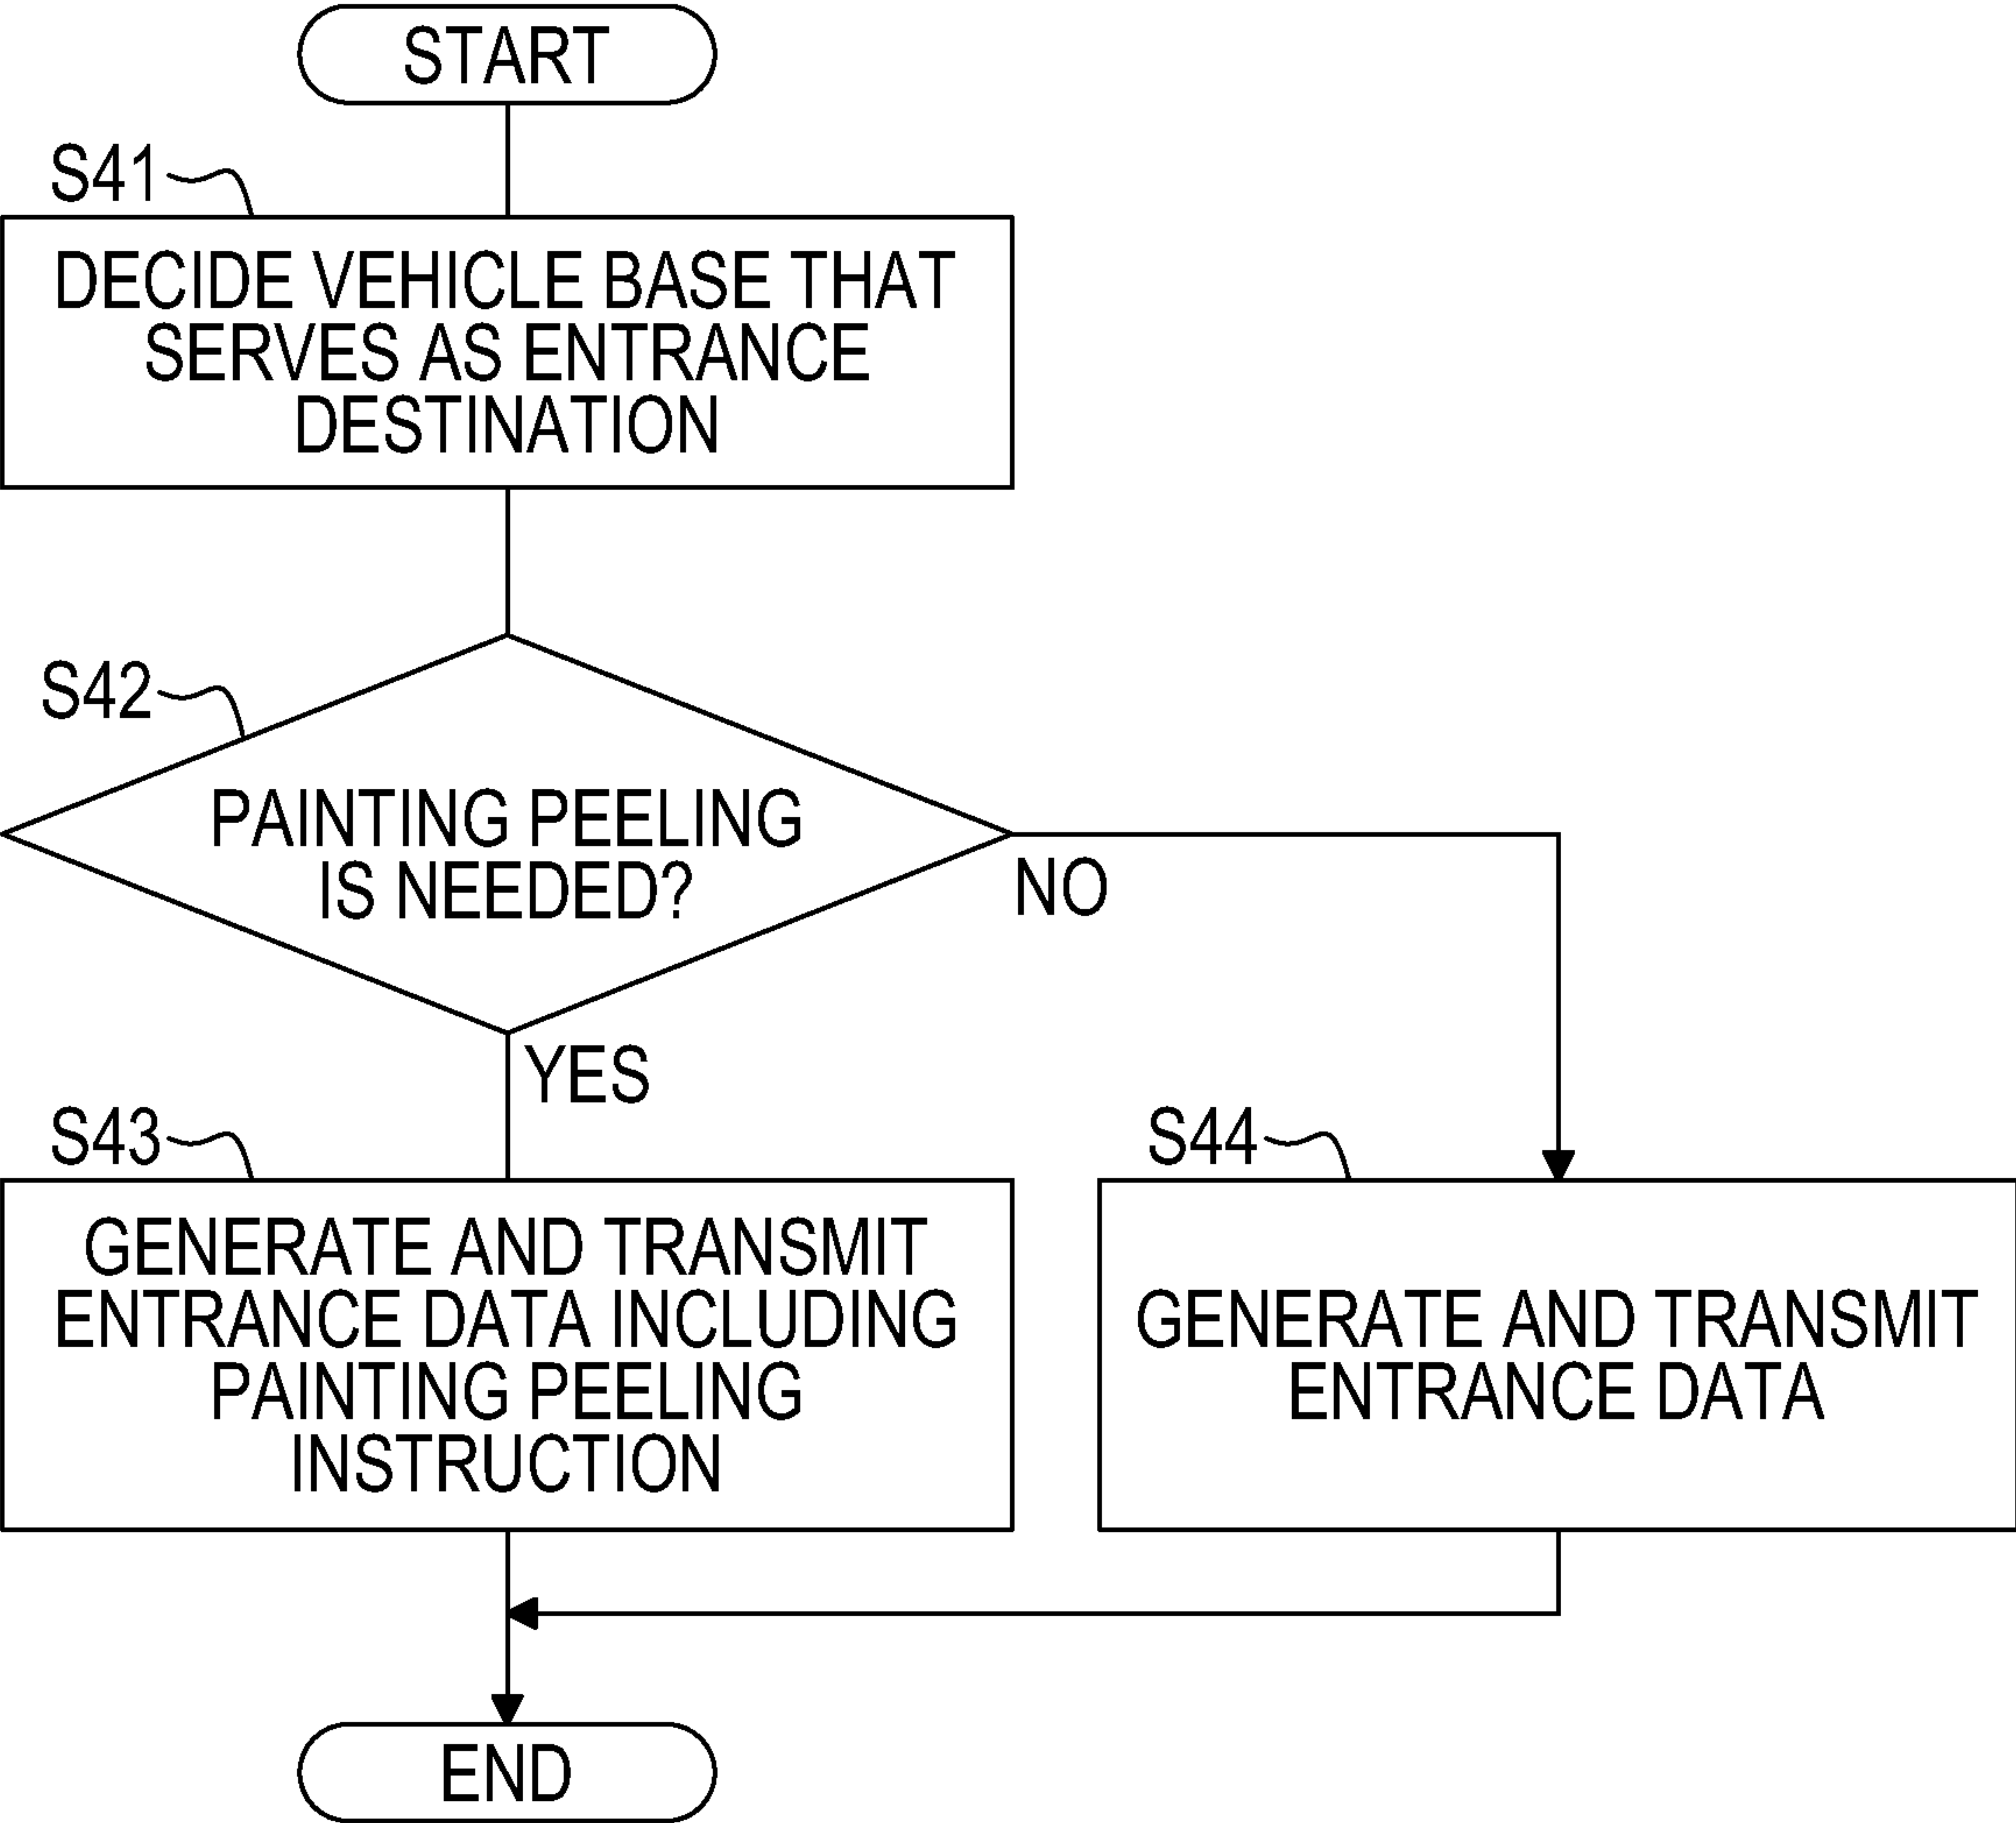 START
S41
DECIDE VEHICLE BASE THAT
SERVES AS ENTRANCE
DESTINATION
S42
PAINTING PEELING
IS NEEDED?
NO
YES
S43
GENERATE AND TRANSMIT
ENTRANCE DATA INCLUDING
PAINTING PEELING
INSTRUCTION
S44
GENERATE AND TRANSMIT
ENTRANCE DATA
END